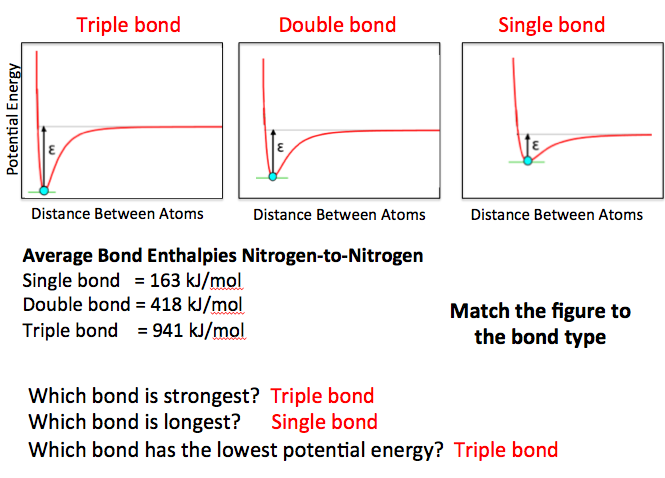 Triple bond
Double bond
Single bond
Potential Energy
ε
ε
ε
Distance Between Atoms
Distance Between Atoms
Distance Between Atoms
Average Bond Enthalpies Nitrogen-to-Nitrogen
Single bond = 163 kJ/mol
Double bond = 418 kJ/mol
Triple bond = 941 kJ/mol
Match the figure to
the bond type
Which bond is strongest? Triple bond
Which bond is longest? Single bond
Which bond has the lowest potential energy? Triple bond